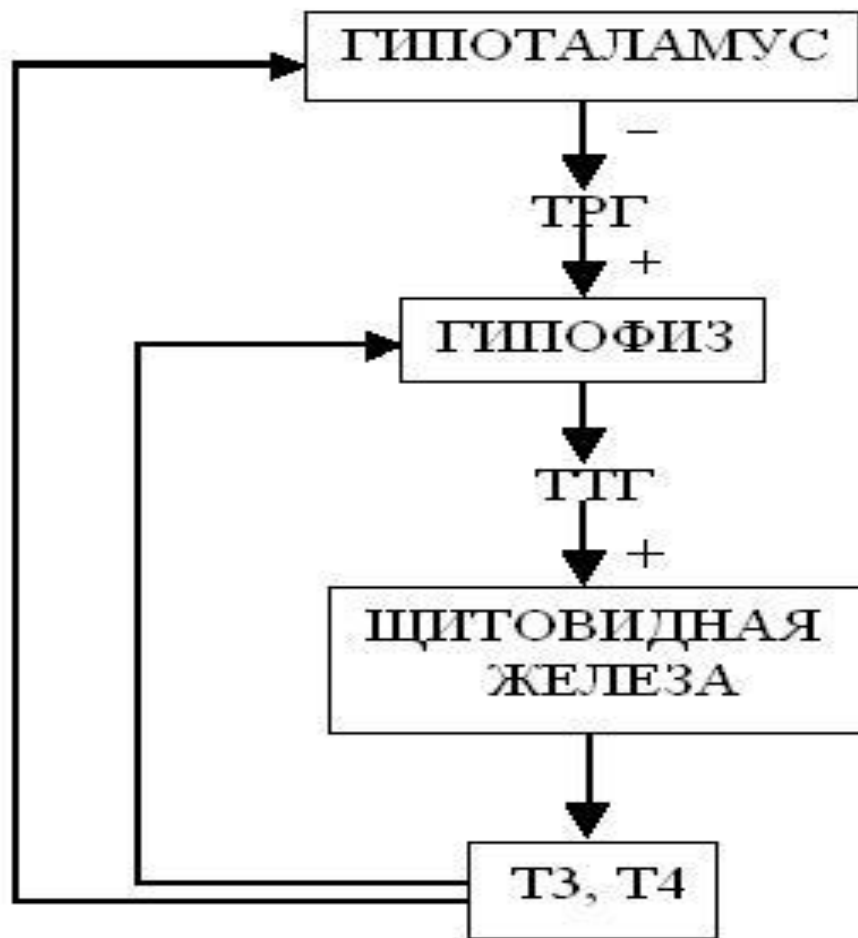 ГИПОТАЛАМУС
–
ТРГ
+
ГИПОФИЗ
ТТГ
+
ЩИТОВИДНАЯ
ЖЕЛЕЗА
Т3, Т4